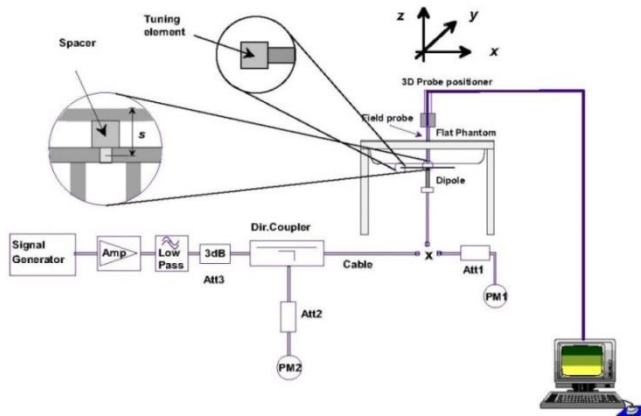 Tuning
element
Spacer
s
z
y
x
3D Probe positioner
Field probe
Flat Phantom
Dipole
Signal
Generator
Amp
Low
Pass
3dB
Att3
Dir.Coupler
Cable
x
Att1
PM1
Att2
PM2